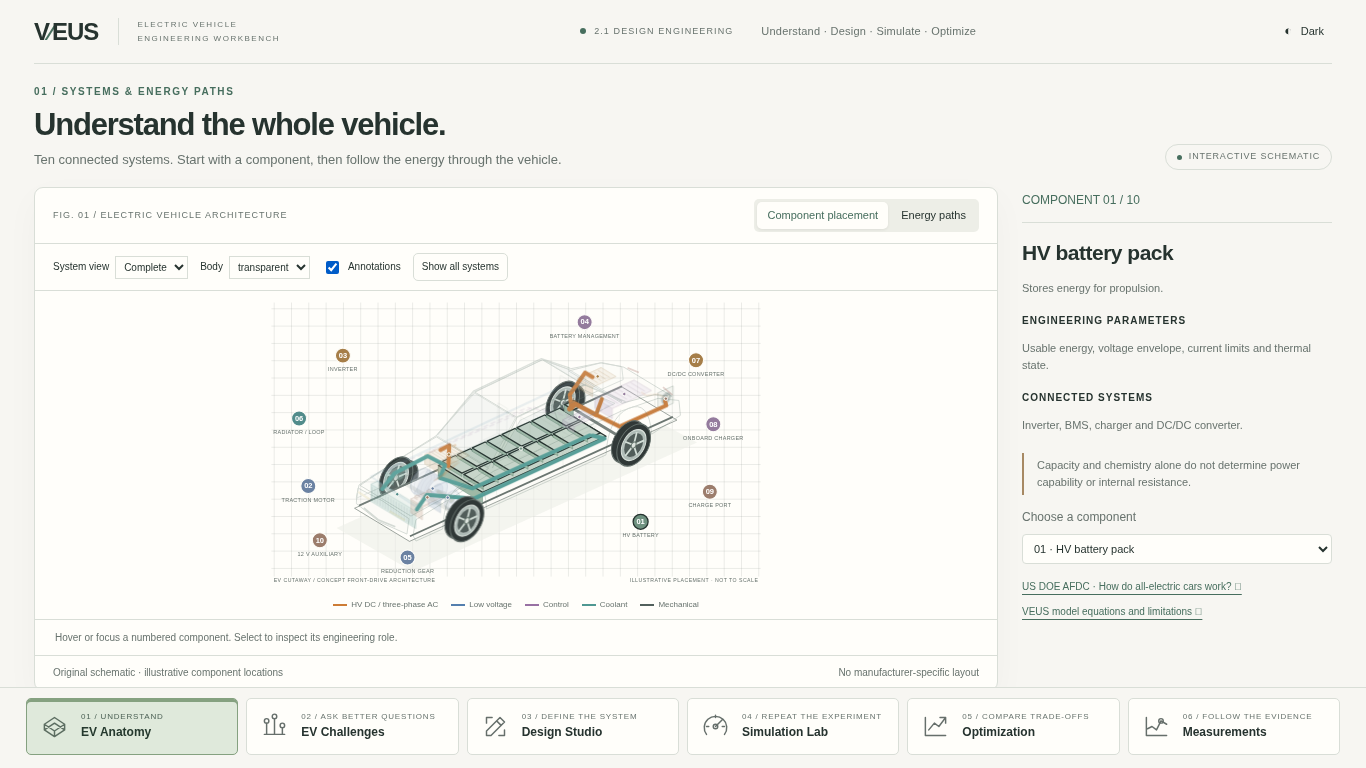 VEUS
ELECTRIC VEHICLE
ENGINEERING WORKBENCH
2.1 DESIGN ENGINEERING
Understand · Design · Simulate · Optimize
Dark
01 / SYSTEMS & ENERGY PATHS
Understand the whole vehicle.
Ten connected systems. Start with a component, then follow the energy through the vehicle.
INTERACTIVE SCHEMATIC
FIG. 01 / ELECTRIC VEHICLE ARCHITECTURE
Component placement
Energy paths
System view
Complete
Body
transparent
Annotations
Show all systems
04
BATTERY MANAGEMENT
03
INVERTER
07
DC/DC CONVERTER
06
RADIATOR / LOOP
08
ONBOARD CHARGER
02
TRACTION MOTOR
09
CHARGE PORT
01
HV BATTERY
10
12 V AUXILIARY
05
REDUCTION GEAR
EV CUTAWAY / CONCEPT FRONT-DRIVE ARCHITECTURE
ILLUSTRATIVE PLACEMENT · NOT TO SCALE
HV DC / three-phase AC
Low voltage
Control
Coolant
Mechanical
Hover or focus a numbered component. Select to inspect its engineering role.
Original schematic · illustrative component locations
No manufacturer-specific layout
COMPONENT 01 / 10
HV battery pack
Stores energy for propulsion.
ENGINEERING PARAMETERS
Usable energy, voltage envelope, current limits and thermal
state.
CONNECTED SYSTEMS
Inverter, BMS, charger and DC/DC converter.
Capacity and chemistry alone do not determine power
capability or internal resistance.
Choose a component
01 · HV battery pack
US DOE AFDC · How do all-electric cars work?
VEUS model equations and limitations
01 / UNDERSTAND
EV Anatomy
02 / ASK BETTER QUESTIONS
EV Challenges
03 / DEFINE THE SYSTEM
Design Studio
04 / REPEAT THE EXPERIMENT
Simulation Lab
05 / COMPARE TRADE-OFFS
Optimization
06 / FOLLOW THE EVIDENCE
Measurements